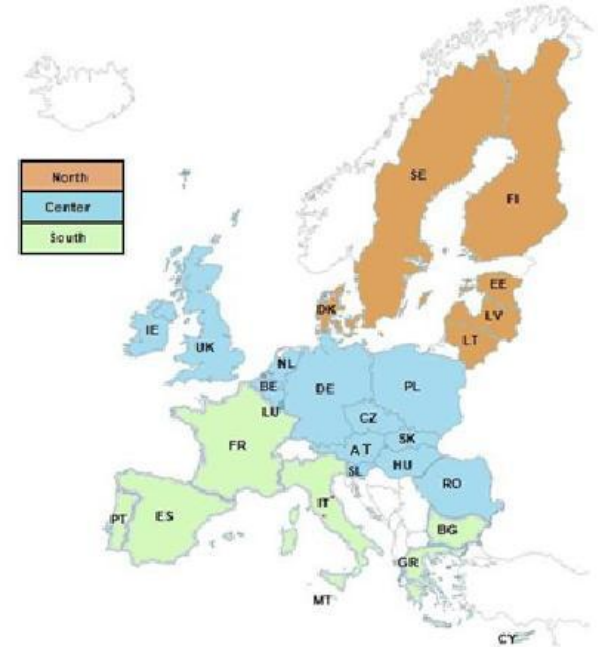 North
Center
South
SE
FI
EE
DK
LV
LT
IE
UK
NL
BE
DE
PL
LU
CZ
SK
AT
FR
HU
SL
RO
IT
PT
ES
BG
GR
MT
CY